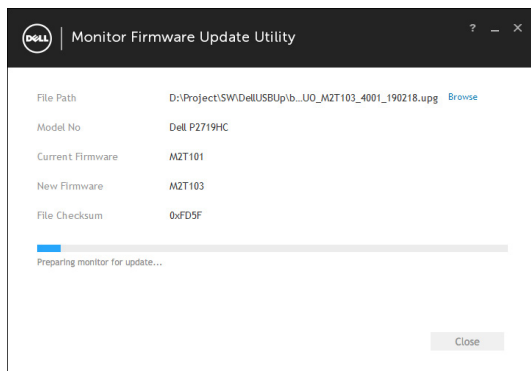 DELL Monitor Firmware Update Utility ? _ X
File Path D:\Project\SW\DellUSBUp\b...UO_M2T103_4001_190218.upg Browse
Model No Dell P2719HC
Current Firmware M2T101
New Firmware M2T103
File Checksum 0xFD5F
Preparing monitor for update...
Close